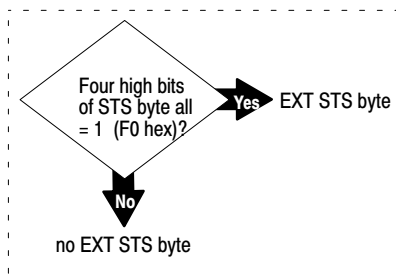 Four high bits
of STS byte all
= 1 (F0 hex)?
Yes
EXT STS byte
No
no EXT STS byte